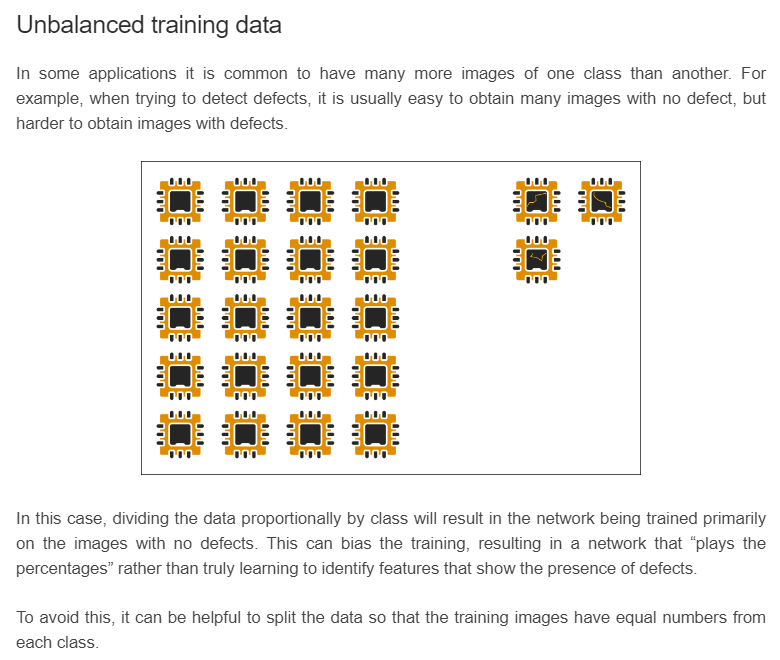 Unbalanced training data
In some applications it is common to have many more images of one class than another. For
example, when trying to detect defects, it is usually easy to obtain many images with no defect, but
harder to obtain images with defects.
In this case, dividing the data proportionally by class will result in the network being trained primarily
on the images with no defects. This can bias the training, resulting in a network that “plays the
percentages” rather than truly learning to identify features that show the presence of defects.
To avoid this, it can be helpful to split the data so that the training images have equal numbers from
each class.